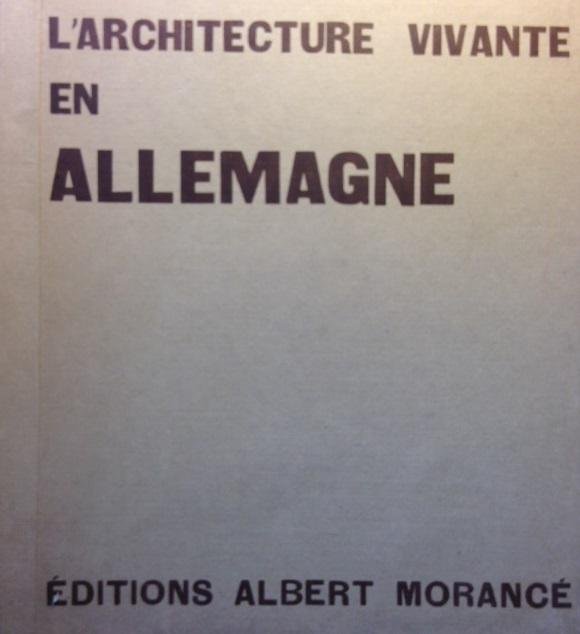 L'ARCHITECTURE VIVANTE
EN
ALLEMAGNE
ÉDITIONS ALBERT MORANCÉ